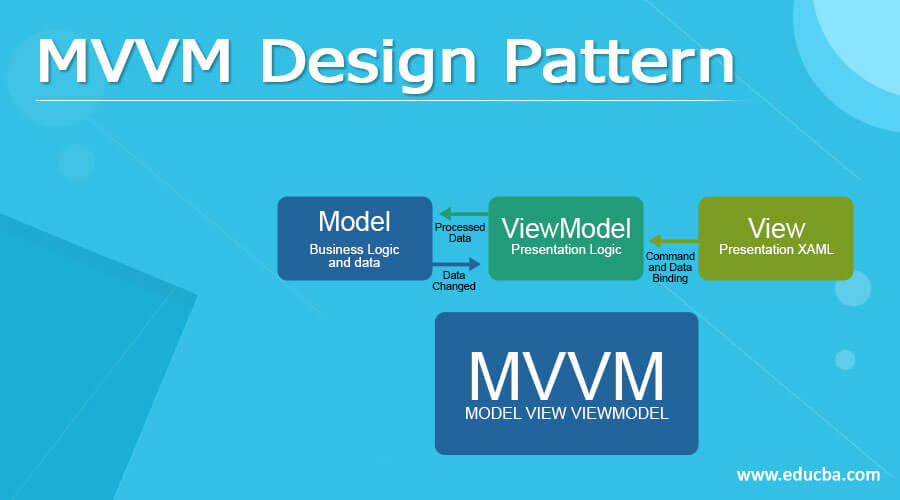 MVVM Design Pattern
Model
Business Logic
and data
Processed
Data
Data
Changed
ViewModel
Presentation Logic
Command
and Data
Binding
View
Presentation XAML
MVVM
MODEL VIEW VIEWMODEL
www.educba.com